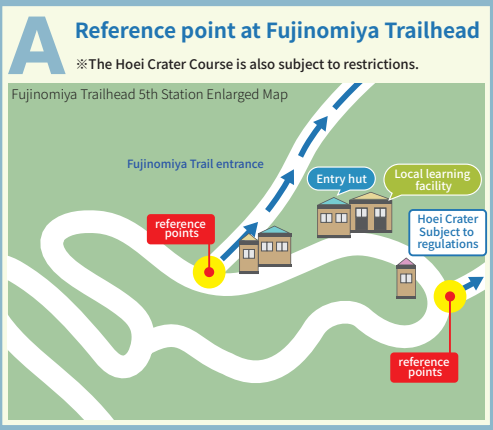 A
Reference point at Fujinomiya Trailhead
※The Hoei Crater Course is also subject to restrictions.
Fujinomiya Trailhead 5th Station Enlarged Map
Fujinomiya Trail entrance
Entry hut
Local learning
facility
reference
points
Hoei Crater
Subject to
regulations
reference
points